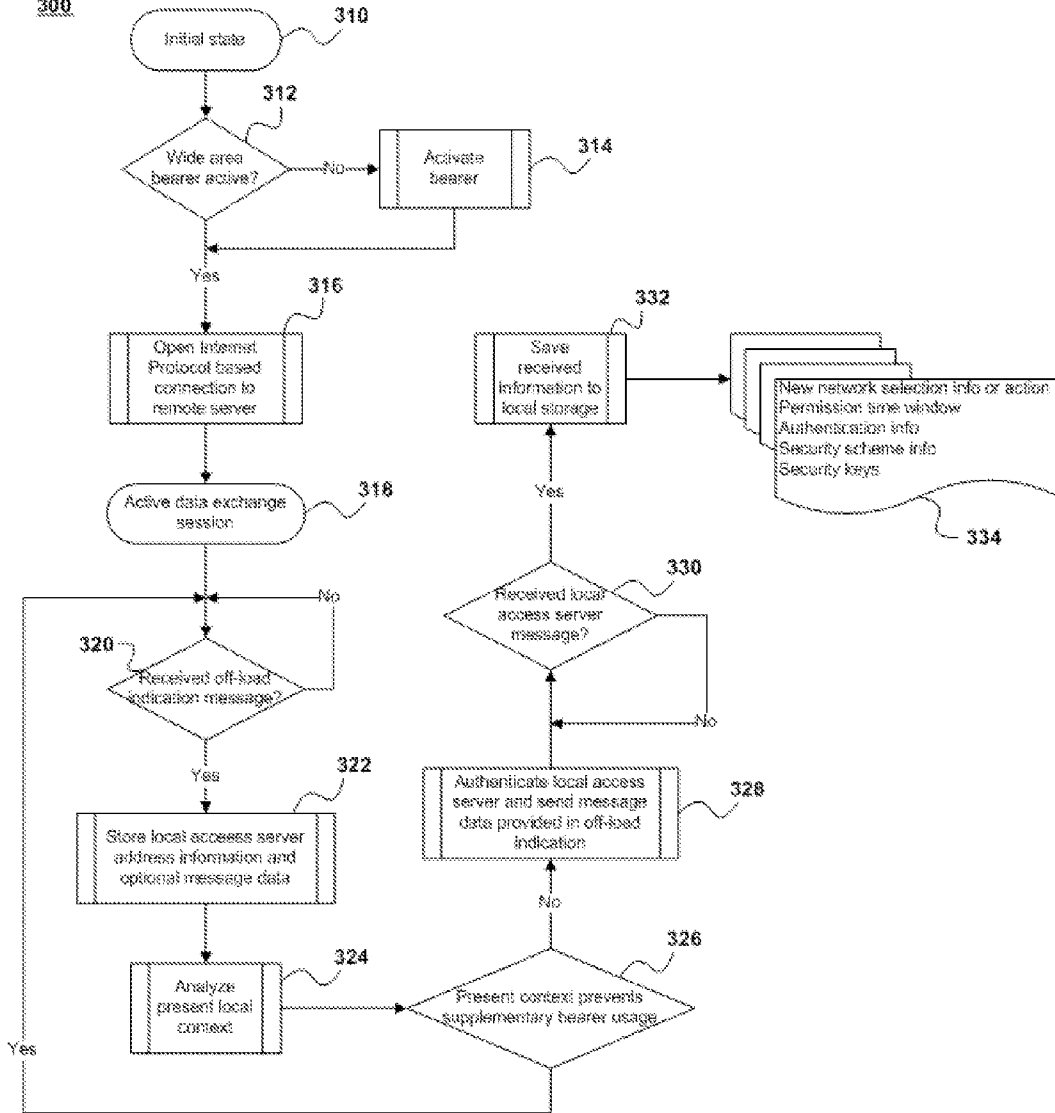 300
310
Initial state
312
Wide area
bearer active?
No
Activate
bearer
314
Yes
316
Open Internet
Protocol based
connection to
remote server
Active data exchange
session
318
No
320
Received off-load
indication message?
Yes
322
Store local access server
address information and
optional message data
324
Analyze
present local
context
326
Present context prevents
supplementary bearer usage
Yes
No
Authenticate local access
server and send message
data provided in off-load
indication
328
330
Received local
access server
message?
No
Yes
332
Save
received
information to
local storage
New network selection info or action
Permission time window
Authentication info
Security scheme info
Security keys
334